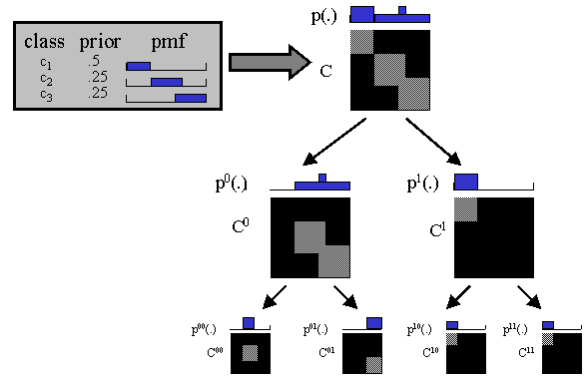 p(.)
class prior pmf
c1 .5
c2 .25
c3 .25
C
p0(.)
p1(.)
C0
C1
p00(.)
p01(.)
p10(.)
p11(.)
C00
C01
C10
C11